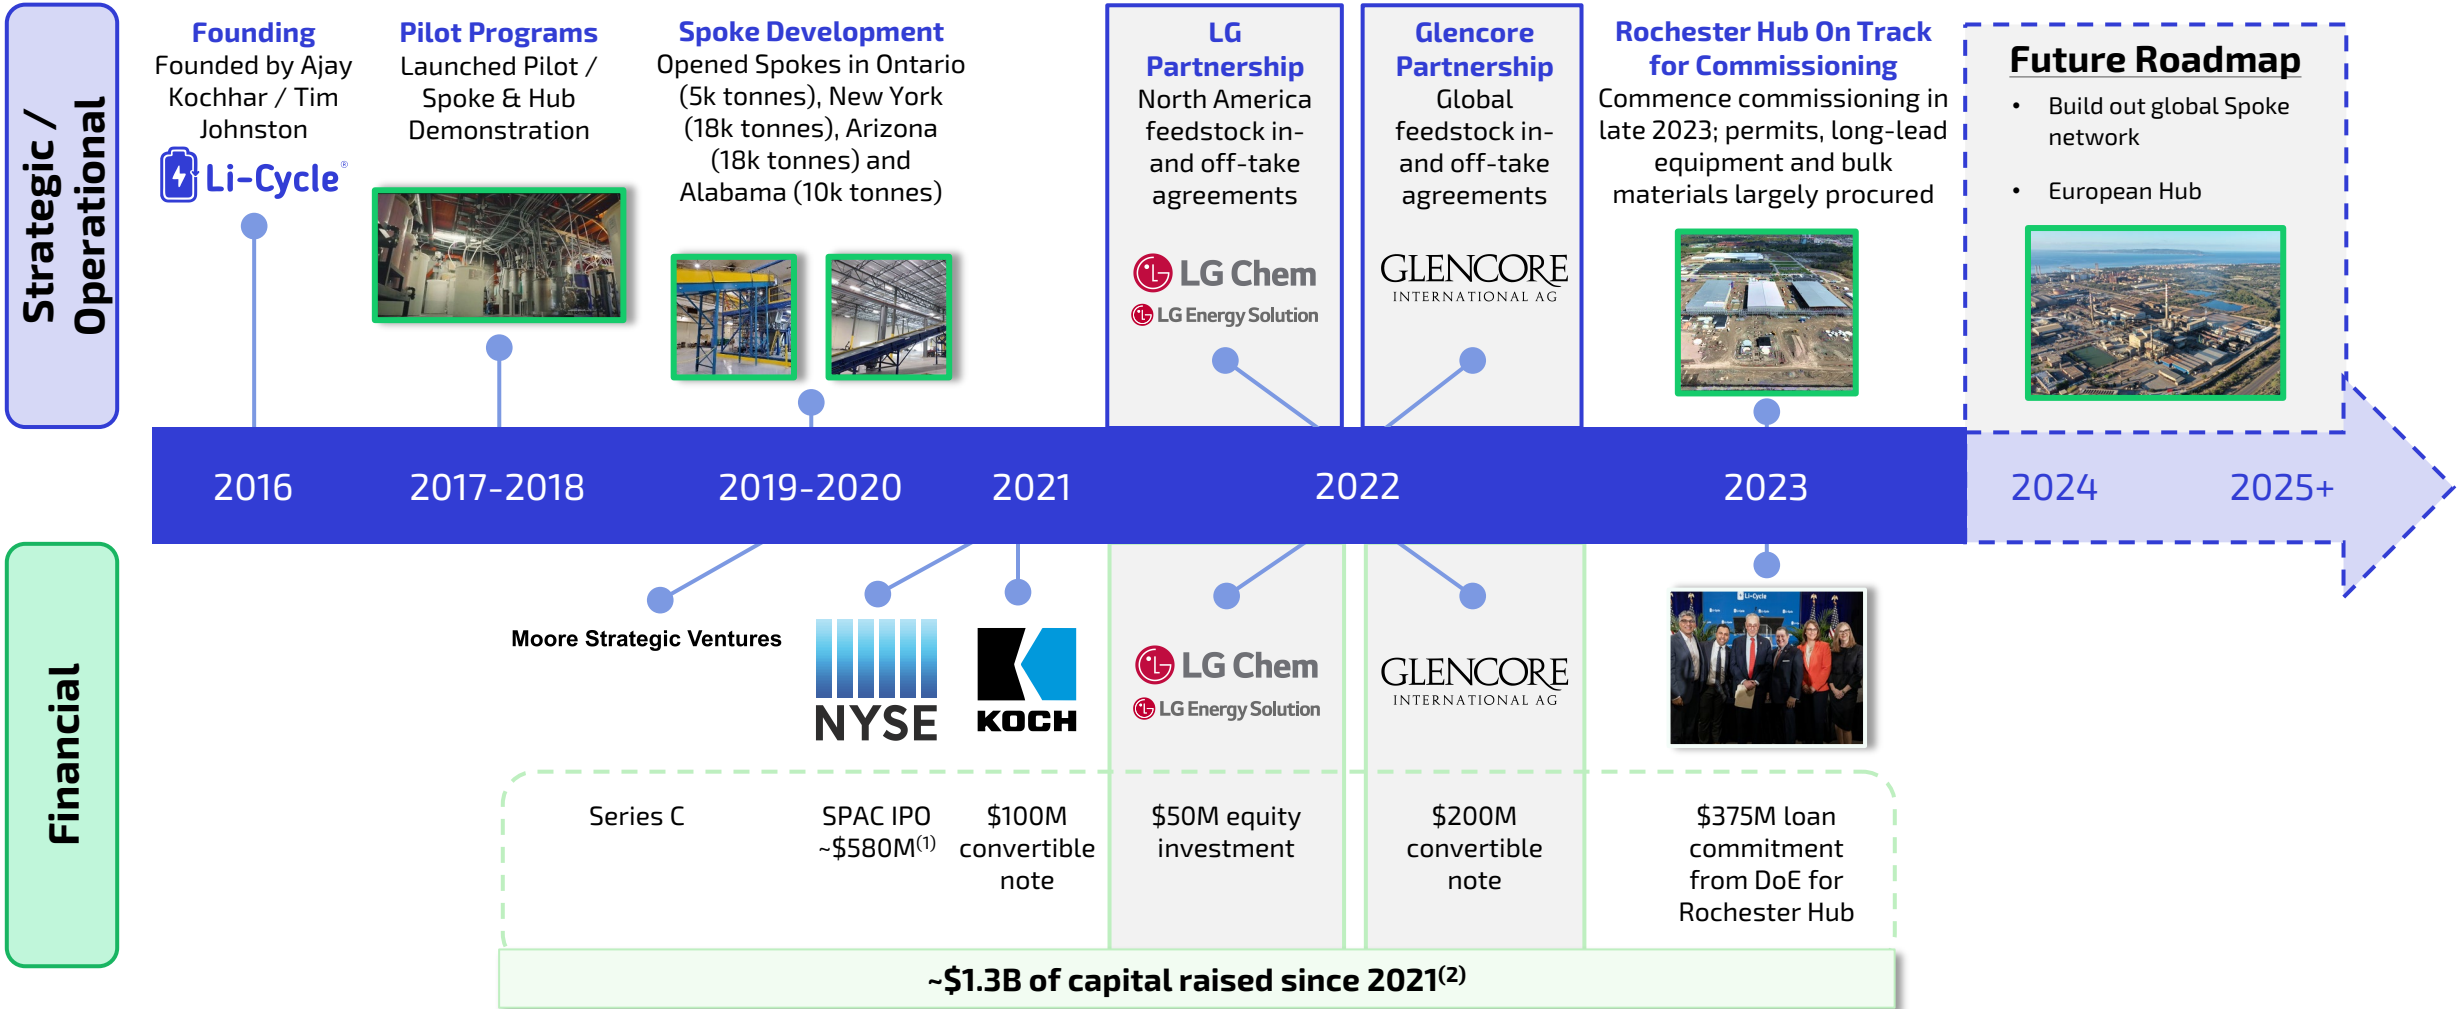 Strategic /
Operational
Founding
Founded by Ajay
Kochhar / Tim
Johnston
Li-Cycle®
Pilot Programs
Launched Pilot /
Spoke & Hub
Demonstration
Spoke Development
Opened Spokes in Ontario
(5k tonnes), New York
(18k tonnes), Arizona
(18k tonnes) and
Alabama (10k tonnes)
LG
Partnership
North America
feedstock in-
and off-take
agreements
LG Chem
LG Energy Solution
Glencore
Partnership
Global
feedstock in-
and off-take
agreements
GLENCORE
INTERNATIONAL AG
Rochester Hub On Track
for Commissioning
Commence commissioning in
late 2023; permits, long-lead
equipment and bulk
materials largely procured
Future Roadmap
• Build out global Spoke
network
• European Hub
2016
2017-2018
2019-2020
2021
2022
2023
2024
2025+
Financial
Moore Strategic Ventures
NYSE
KOCH
LG Chem
LG Energy Solution
GLENCORE
INTERNATIONAL AG
Li-Cycle
Series C
SPAC IPO
~$580M(1)
$100M
convertible
note
$50M equity
investment
$200M
convertible
note
$375M loan
commitment
from DoE for
Rochester Hub
~$1.3B of capital raised since 2021(2)